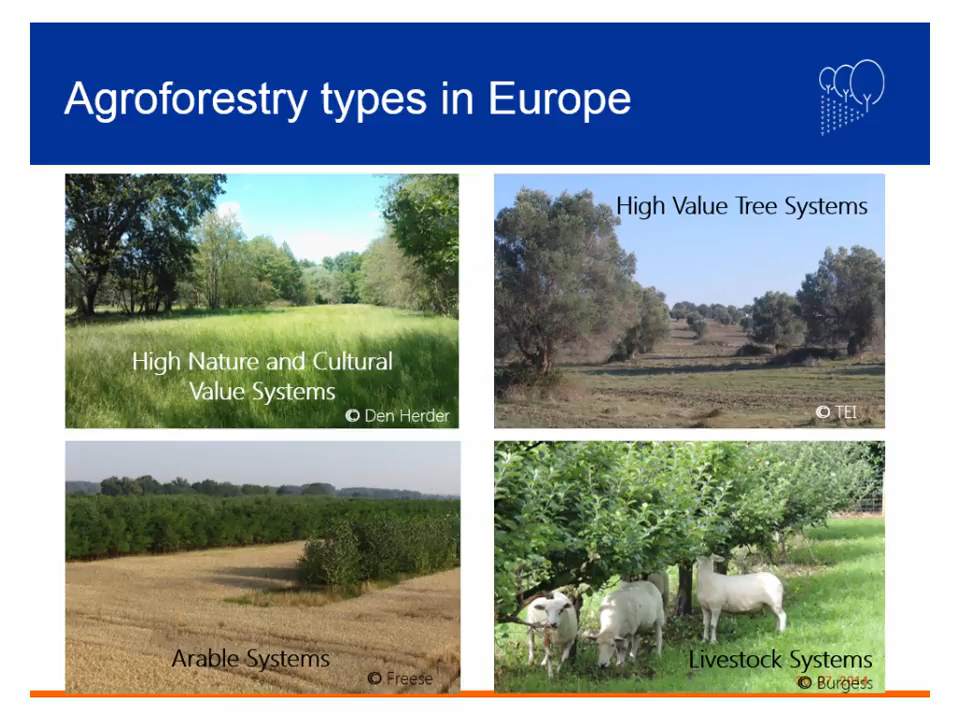 Agroforestry types in Europe
High Nature and Cultural
Value Systems
© Den Herder
High Value Tree Systems
© TEI
Arable Systems
© Freese
Livestock Systems
© Burgess